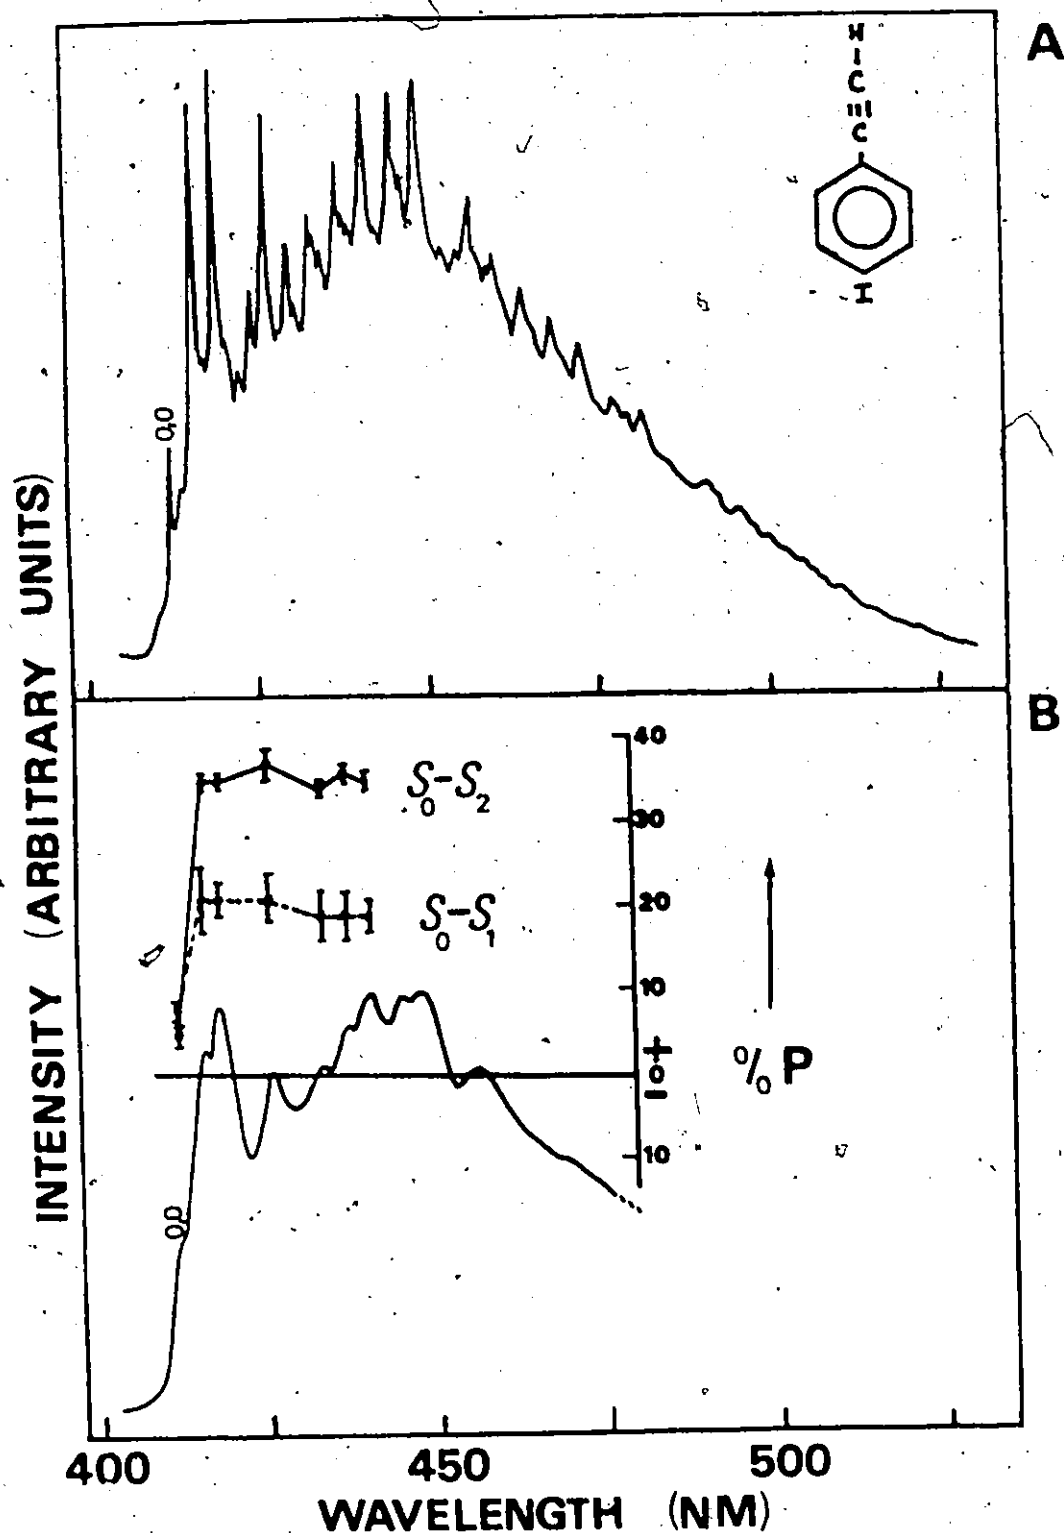 A
H
C
C
I
0,0
INTENSITY (ARBITRARY UNITS)
B
40
S0-S2
30
20
S0-S1
10
+
0
−
% P
10
0,0
400
450
500
WAVELENGTH (NM)